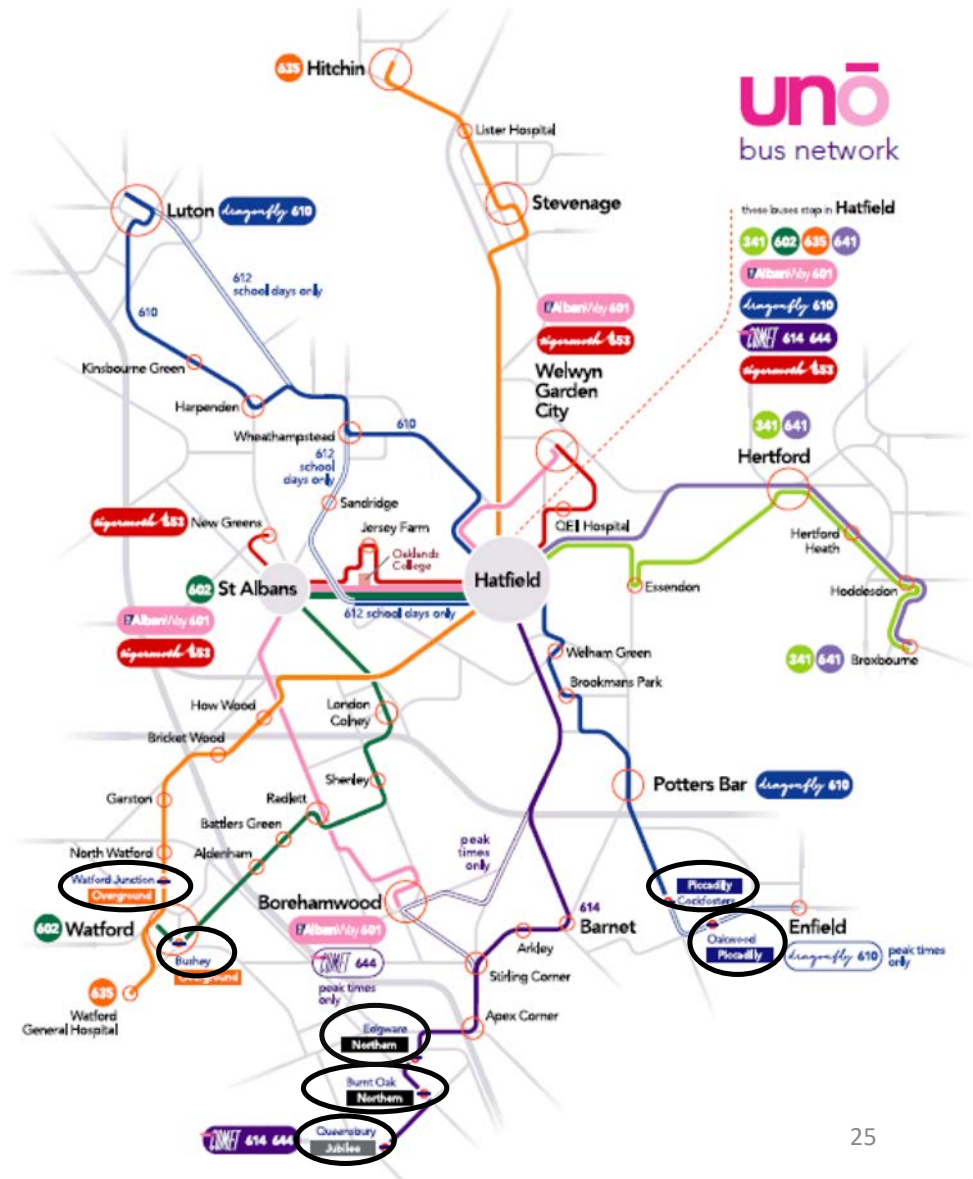 635 Hitchin
Lister Hospital
unō
bus network
Luton dragonfly 610
Stevenage
these buses stop in Hatfield
341 602 635 641
AlbanWay 601
dragonfly 610
COMET 614 644
tigermoth 653
612
school days only
610
AlbanWay 601
tigermoth 653
Welwyn
Garden
City
Kinsbourne Green
Harpenden
Wheathampstead
610
341 641
Hertford
612
school
days only
Sandridge
tigermoth 653 New Greens
Jersey Farm
Oaklands
College
QEII Hospital
Hertford
Heath
602 St Albans
Hatfield
Essendon
Hoddesdon
612 school days only
AlbanWay 601
tigermoth 653
Welham Green
341 641 Broxbourne
Brookmans Park
How Wood
London
Colney
Bricket Wood
Shenley
Potters Bar dragonfly 610
Garston
Radlett
Battlers Green
peak
times
only
North Watford
Aldenham
Watford Junction
Overground
Piccadilly
Cockfosters
Borehamwood
614
Barnet
602 Watford
AlbanWay 601
Arkley
Oakwood
Piccadilly
Enfield
dragonfly 610 peak times
only
Bushey
Overground
COMET 644
peak times
only
Stirling Corner
635
Watford
General Hospital
Apex Corner
Edgware
Northern
Burnt Oak
Northern
COMET 614 644
Queensbury
Jubilee
25